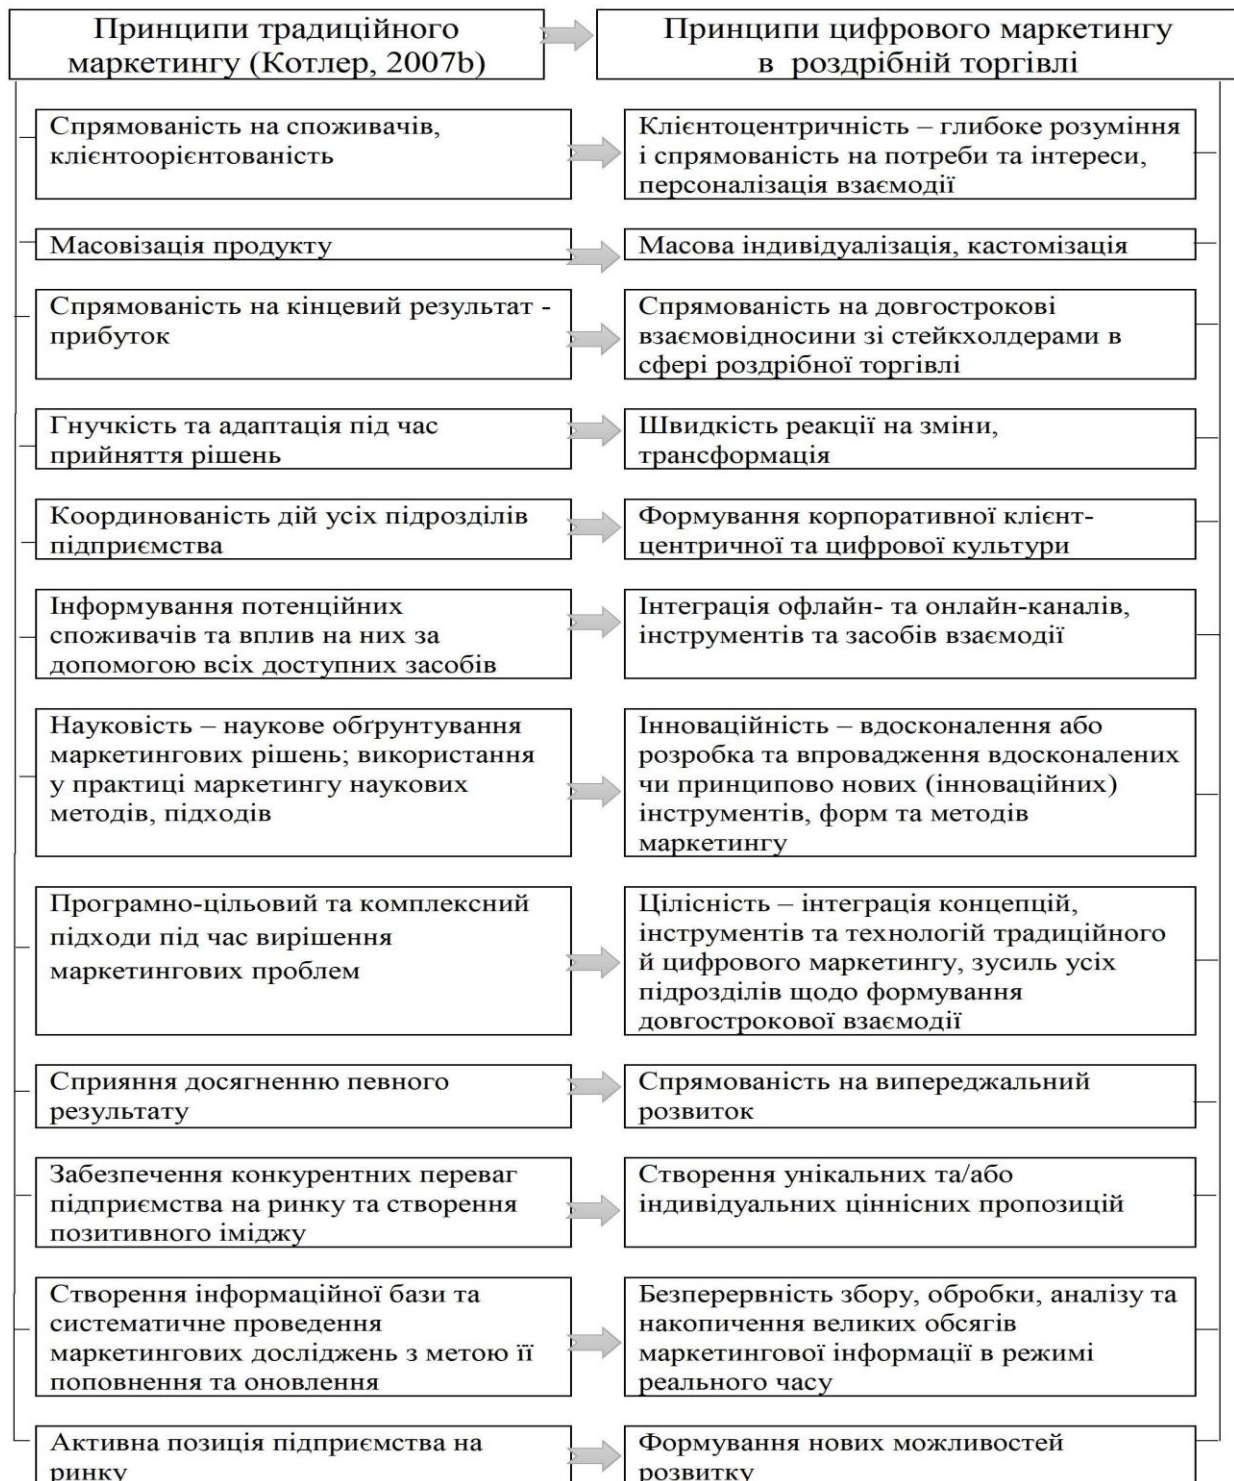 Принципи традиційного
маркетингу (Котлер, 2007b)
Принципи цифрового маркетингу
в роздрібній торгівлі
Спрямованість на споживачів,
клієнтоорієнтованість
Клієнтоцентричність – глибоке розуміння
і спрямованість на потреби та інтереси,
персоналізація взаємодії
Масовізація продукту
Масова індивідуалізація, кастомізація
Спрямованість на кінцевий результат -
прибуток
Спрямованість на довгострокові
взаємовідносини зі стейкхолдерами в
сфері роздрібної торгівлі
Гнучкість та адаптація під час
прийняття рішень
Швидкість реакції на зміни,
трансформація
Координованість дій усіх підрозділів
підприємства
Формування корпоративної клієнт-
центричної та цифрової культури
Інформування потенційних
споживачів та вплив на них за
допомогою всіх доступних засобів
Інтеграція офлайн- та онлайн-каналів,
інструментів та засобів взаємодії
Науковість – наукове обґрунтування
маркетингових рішень; використання
у практиці маркетингу наукових
методів, підходів
Інноваційність – вдосконалення або
розробка та впровадження вдосконалених
чи принципово нових (інноваційних)
інструментів, форм та методів
маркетингу
Програмно-цільовий та комплексний
підходи під час вирішення
маркетингових проблем
Цілісність – інтеграція концепцій,
інструментів та технологій традиційного
й цифрового маркетингу, зусиль усіх
підрозділів щодо формування
довгострокової взаємодії
Сприяння досягненню певного
результату
Спрямованість на випереджальний
розвиток
Забезпечення конкурентних переваг
підприємства на ринку та створення
позитивного іміджу
Створення унікальних та/або
індивідуальних ціннісних пропозицій
Створення інформаційної бази та
систематичне проведення
маркетингових досліджень з метою її
поповнення та оновлення
Безперервність збору, обробки, аналізу та
накопичення великих обсягів
маркетингової інформації в режимі
реального часу
Активна позиція підприємства на
ринку
Формування нових можливостей
розвитку